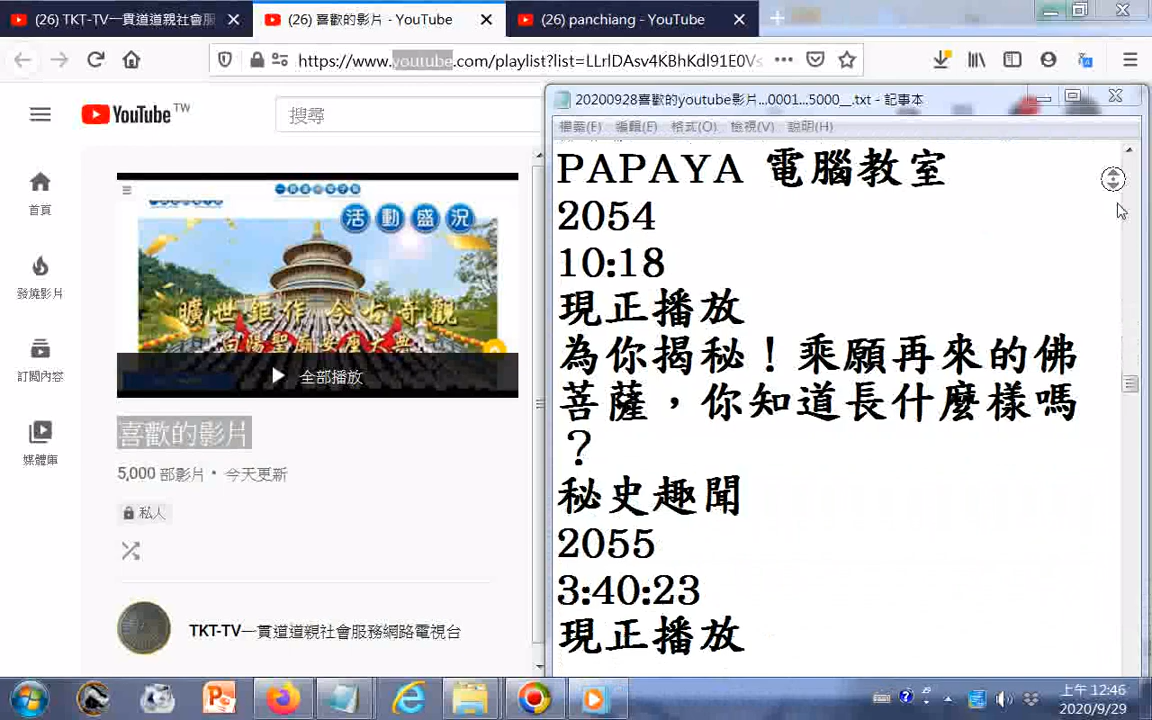 (26) TKT-TV一貫道道親社會服
(26) 喜歡的影片 - YouTube
(26) panchiang - YouTube
https://www.youtube.com/playlist?list=LLrlDAsv4KBhKdl91E0Vs
YouTube TW
搜尋
首頁
發燒影片
訂閱內容
媒體庫
活動盛況
曠世鉅作 今古奇觀
全部播放
喜歡的影片
5,000 部影片・今天更新
私人
TKT-TV一貫道道親社會服務網路電視台
20200928喜歡的youtube影片...0001...5000__.txt - 記事本
檔案(F) 編輯(E) 格式(O) 檢視(V) 說明(H)
PAPAYA 電腦教室
2054
10:18
現正播放
為你揭秘！乘願再來的佛
菩薩，你知道長什麼樣嗎
？
秘史趣聞
2055
3:40:23
現正播放
上午 12:46
2020/9/29